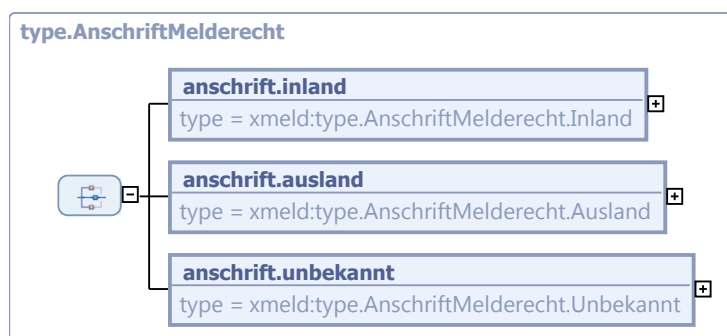 type.AnschriftMelderecht
anschrift.inland
type = xmeld:type.AnschriftMelderecht.Inland
anschrift.ausland
type = xmeld:type.AnschriftMelderecht.Ausland
anschrift.unbekannt
type = xmeld:type.AnschriftMelderecht.Unbekannt